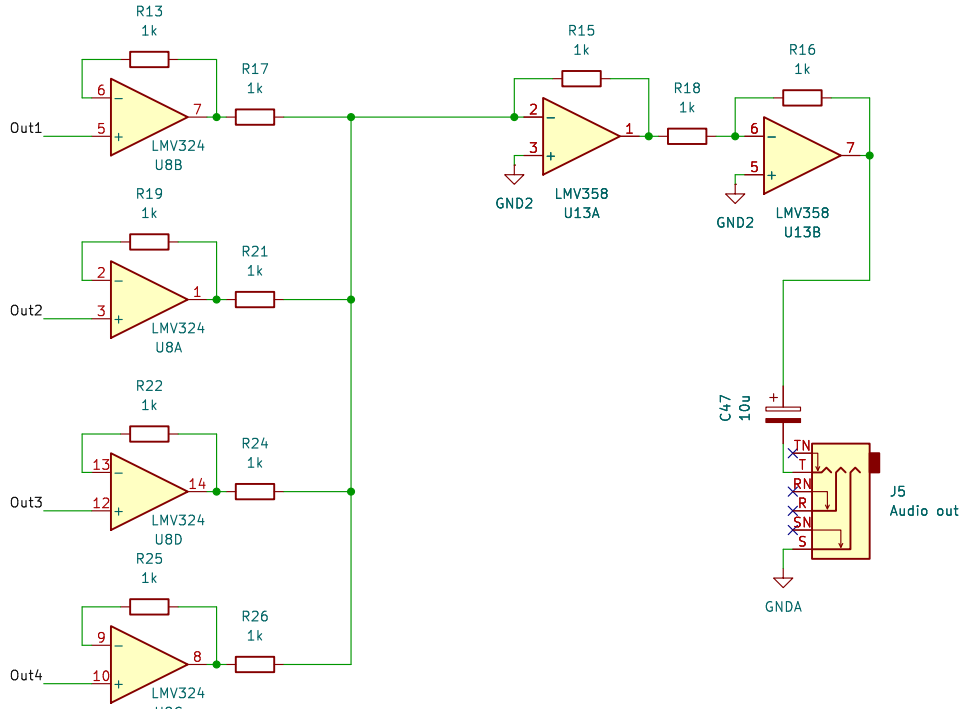 R13
1k
6
5
7
Out1
LMV324
U8B
R17
1k
R15
1k
2
3
1
GND2
LMV358
U13A
R18
1k
R16
1k
6
5
7
GND2
LMV358
U13B
R19
1k
2
3
1
Out2
LMV324
U8A
R21
1k
R22
1k
13
12
14
Out3
LMV324
U8D
R24
1k
C47
10u
+
TN
T
RN
R
SN
S
J5
Audio out
GNDA
R25
1k
9
10
8
Out4
LMV324
R26
1k